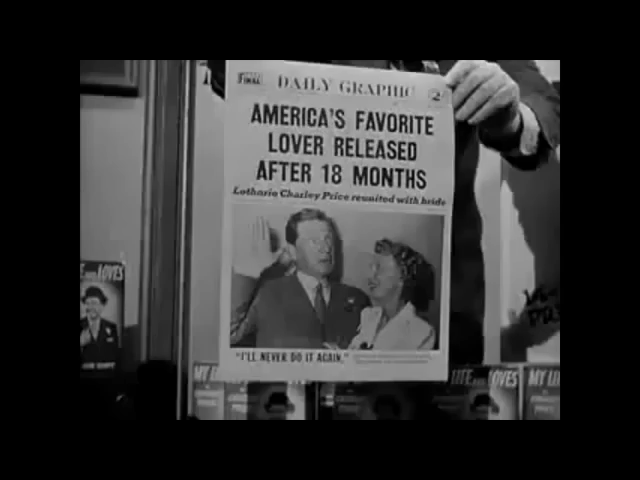 FINAL
DAILY GRAPHIC
2
AMERICA'S FAVORITE
LOVER RELEASED
AFTER 18 MONTHS
Lothario Charley Price reunited with bride
"I'LL NEVER DO IT AGAIN."
LOVES
LIFE LOVES
MY